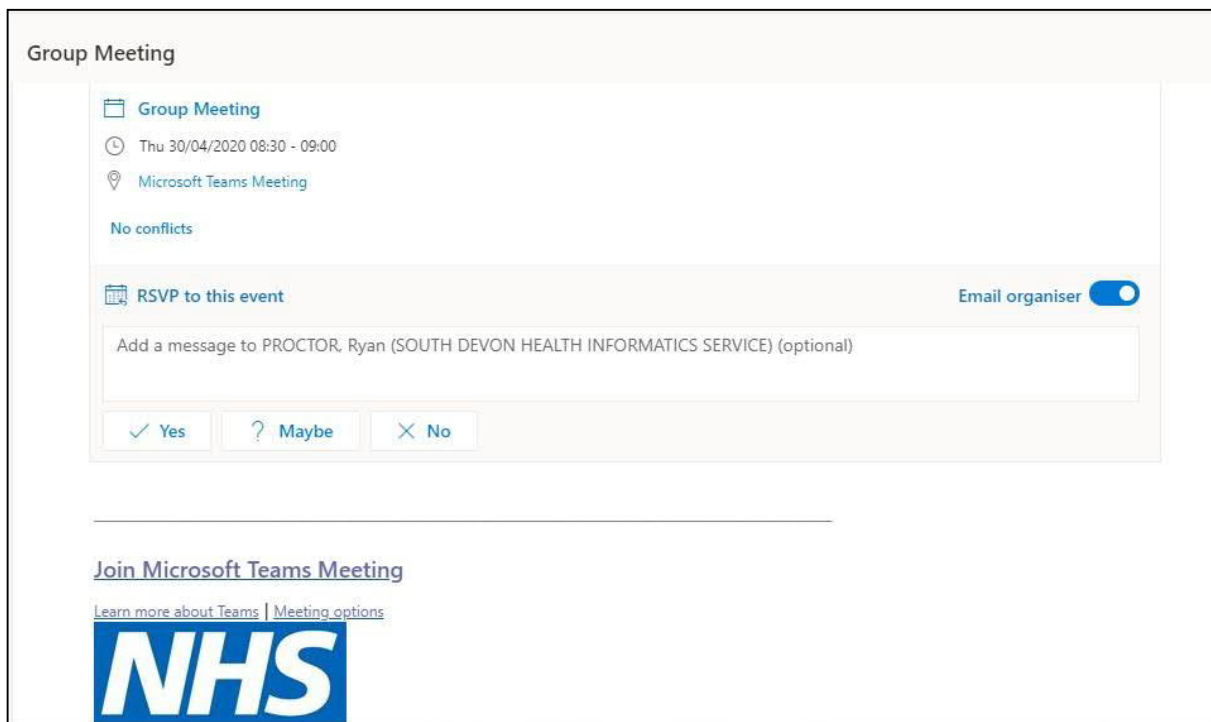 Group Meeting
Group Meeting
Thu 30/04/2020 08:30 - 09:00
Microsoft Teams Meeting
No conflicts
RSVP to this event
Email organiser
Add a message to PROCTOR, Ryan (SOUTH DEVON HEALTH INFORMATICS SERVICE) (optional)
Yes ? Maybe No
Join Microsoft Teams Meeting
Learn more about Teams | Meeting options
NHS